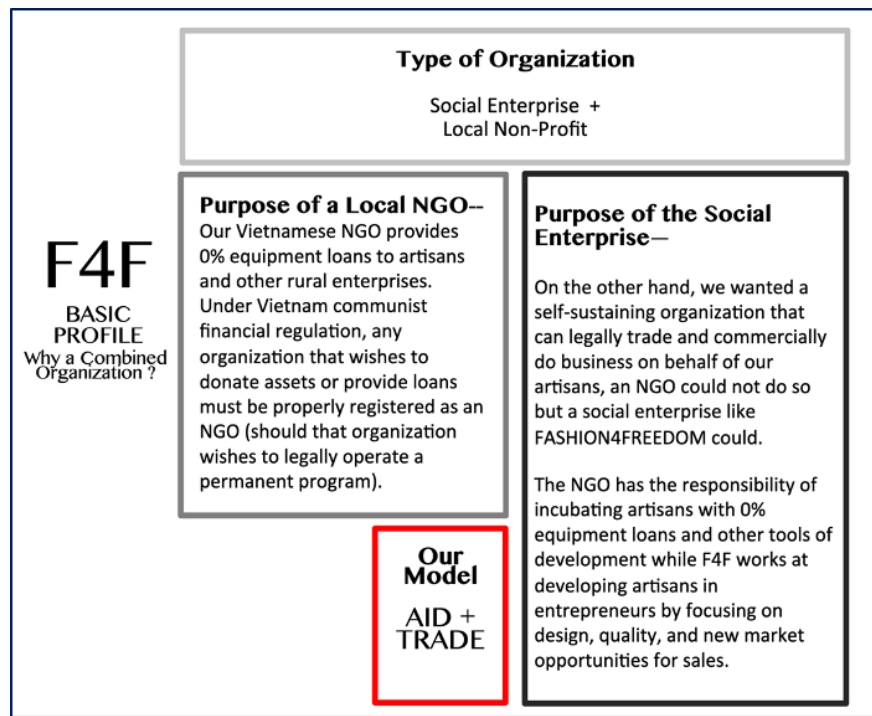 Type of Organization
Social Enterprise +
Local Non-Profit
F4F
BASIC
PROFILE
Why a Combined
Organization ?
Purpose of a Local NGO--
Our Vietnamese NGO provides
0% equipment loans to artisans
and other rural enterprises.
Under Vietnam communist
financial regulation, any
organization that wishes to
donate assets or provide loans
must be properly registered as an
NGO (should that organization
wishes to legally operate a
permanent program).
Purpose of the Social
Enterprise—
On the other hand, we wanted a
self-sustaining organization that
can legally trade and commercially
do business on behalf of our
artisans, an NGO could not do so
but a social enterprise like
FASHION4FREEDOM could.
The NGO has the responsibility of
incubating artisans with 0%
equipment loans and other tools of
development while F4F works at
developing artisans in
entrepreneurs by focusing on
design, quality, and new market
opportunities for sales.
Our
Model
AID +
TRADE